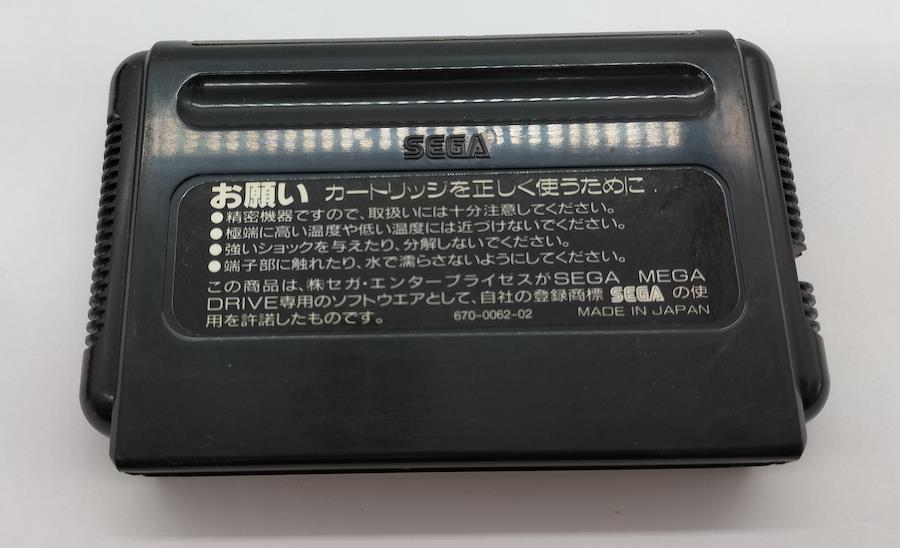 SEGA
お願い カートリッジを正しく使うために.
●精密機器ですので、取扱いには十分注意してください。
●極端に高い温度や低い温度には近づけないでください。
●強いショックを与えたり、分解しないでください。
●端子部に触れたり、水で濡らさないようにしてください。
この商品は、㈱セガ・エンタープライゼスがSEGA MEGA
DRIVE専用のソフトウエアとして、自社の登録商標 SEGA の使
用を許諾したものです。 670-0062-02 MADE IN JAPAN